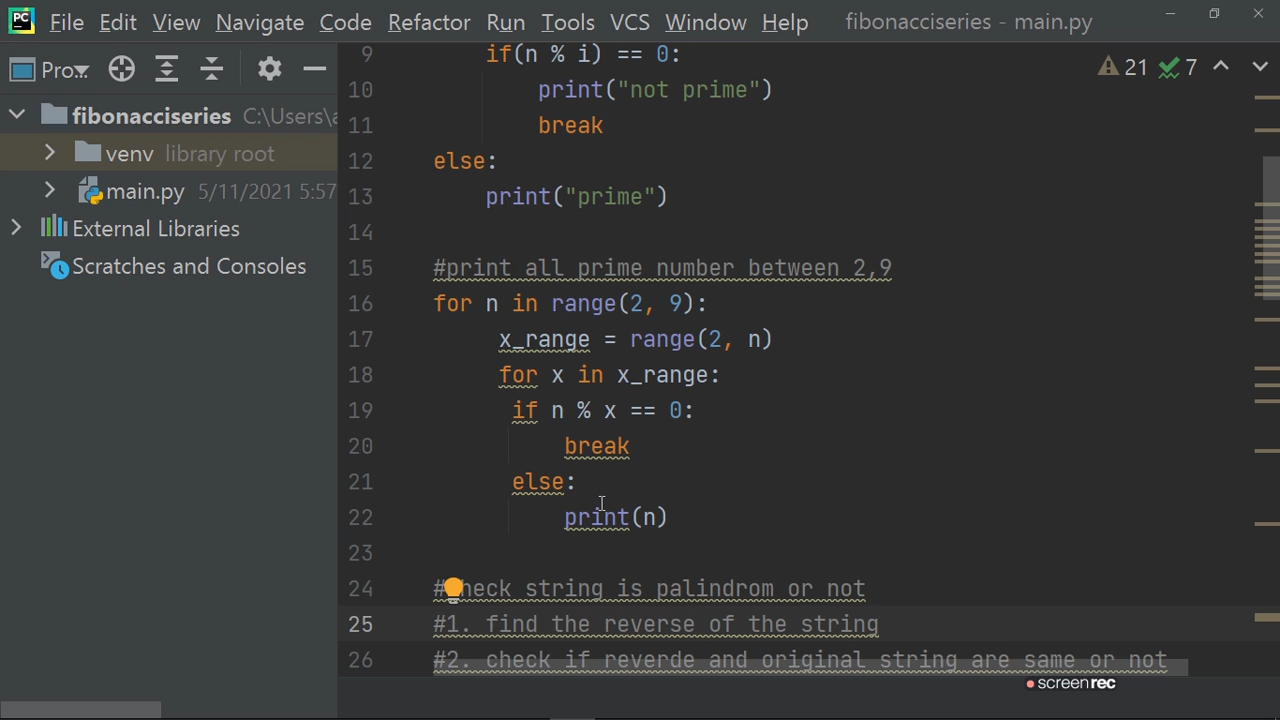 PC File Edit View Navigate Code Refactor Run Tools VCS Window Help fibonacciseries - main.py
Pro...
fibonacciseries C:\Users\
venv library root
main.py 5/11/2021 5:57
External Libraries
Scratches and Consoles
21 7
9 if(n % i) == 0:
10 print("not prime")
11 break
12 else:
13 print("prime")
14
15 #print all prime number between 2,9
16 for n in range(2, 9):
17 x_range = range(2, n)
18 for x in x_range:
19 if n % x == 0:
20 break
21 else:
22 print(n)
23
24 #check string is palindrom or not
25 #1. find the reverse of the string
26 #2. check if reverde and original string are same or not
screenrec